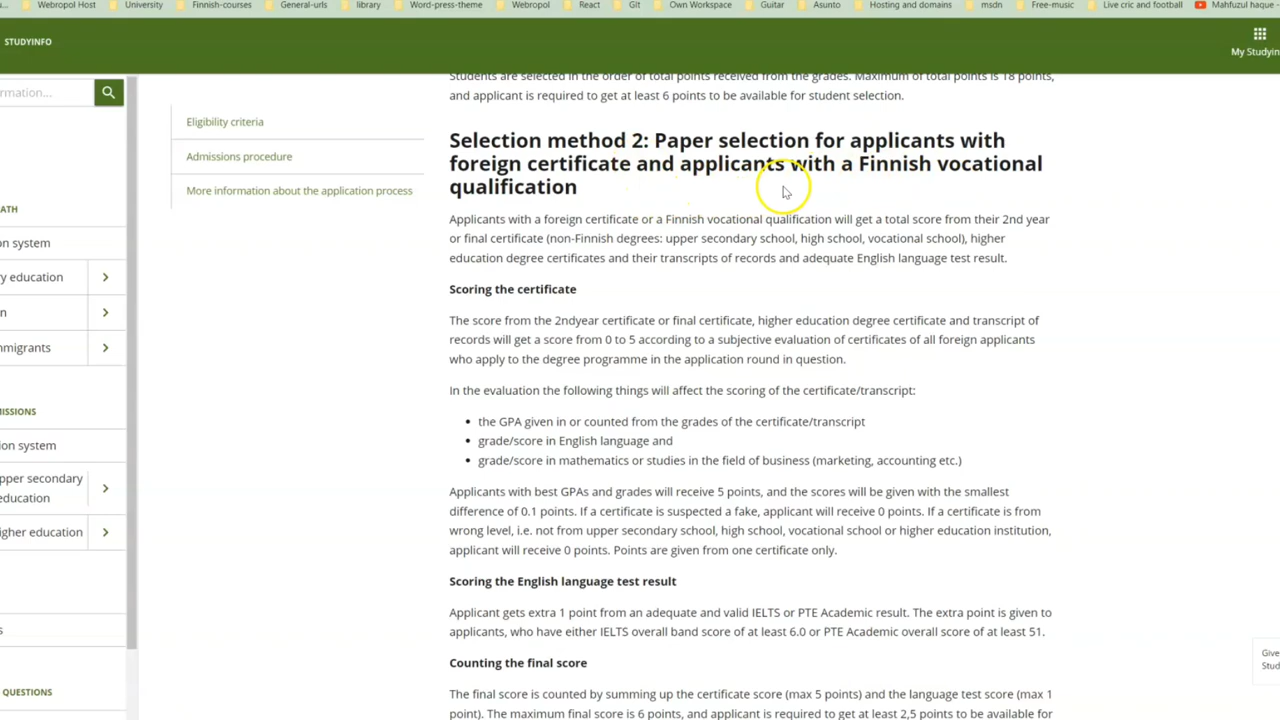 Webropol Host University Finnish-courses General-urls library Word-press-theme Webropol React Git Own Workspace Guitar Asunto Hosting and domains msdn Free-music Live cric and football Mahfuzul haque -
STUDYINFO
My Studyin
rmation...
Students are selected in the order of total points received from the grades. Maximum of total points is 18 points,
and applicant is required to get at least 6 points to be available for student selection.
Eligibility criteria
Admissions procedure
More information about the application process
ATH
on system
y education
n
nmigrants
MISSIONS
ion system
pper secondary
education
igher education
s
QUESTIONS
Selection method 2: Paper selection for applicants with
foreign certificate and applicants with a Finnish vocational
qualification
Applicants with a foreign certificate or a Finnish vocational qualification will get a total score from their 2nd year
or final certificate (non-Finnish degrees: upper secondary school, high school, vocational school), higher
education degree certificates and their transcripts of records and adequate English language test result.
Scoring the certificate
The score from the 2ndyear certificate or final certificate, higher education degree certificate and transcript of
records will get a score from 0 to 5 according to a subjective evaluation of certificates of all foreign applicants
who apply to the degree programme in the application round in question.
In the evaluation the following things will affect the scoring of the certificate/transcript:
• the GPA given in or counted from the grades of the certificate/transcript
• grade/score in English language and
• grade/score in mathematics or studies in the field of business (marketing, accounting etc.)
Applicants with best GPAs and grades will receive 5 points, and the scores will be given with the smallest
difference of 0.1 points. If a certificate is suspected a fake, applicant will receive 0 points. If a certificate is from
wrong level, i.e. not from upper secondary school, high school, vocational school or higher education institution,
applicant will receive 0 points. Points are given from one certificate only.
Scoring the English language test result
Applicant gets extra 1 point from an adequate and valid IELTS or PTE Academic result. The extra point is given to
applicants, who have either IELTS overall band score of at least 6.0 or PTE Academic overall score of at least 51.
Counting the final score
The final score is counted by summing up the certificate score (max 5 points) and the language test score (max 1
point). The maximum final score is 6 points, and applicant is required to get at least 2,5 points to be available for
Give
Stud